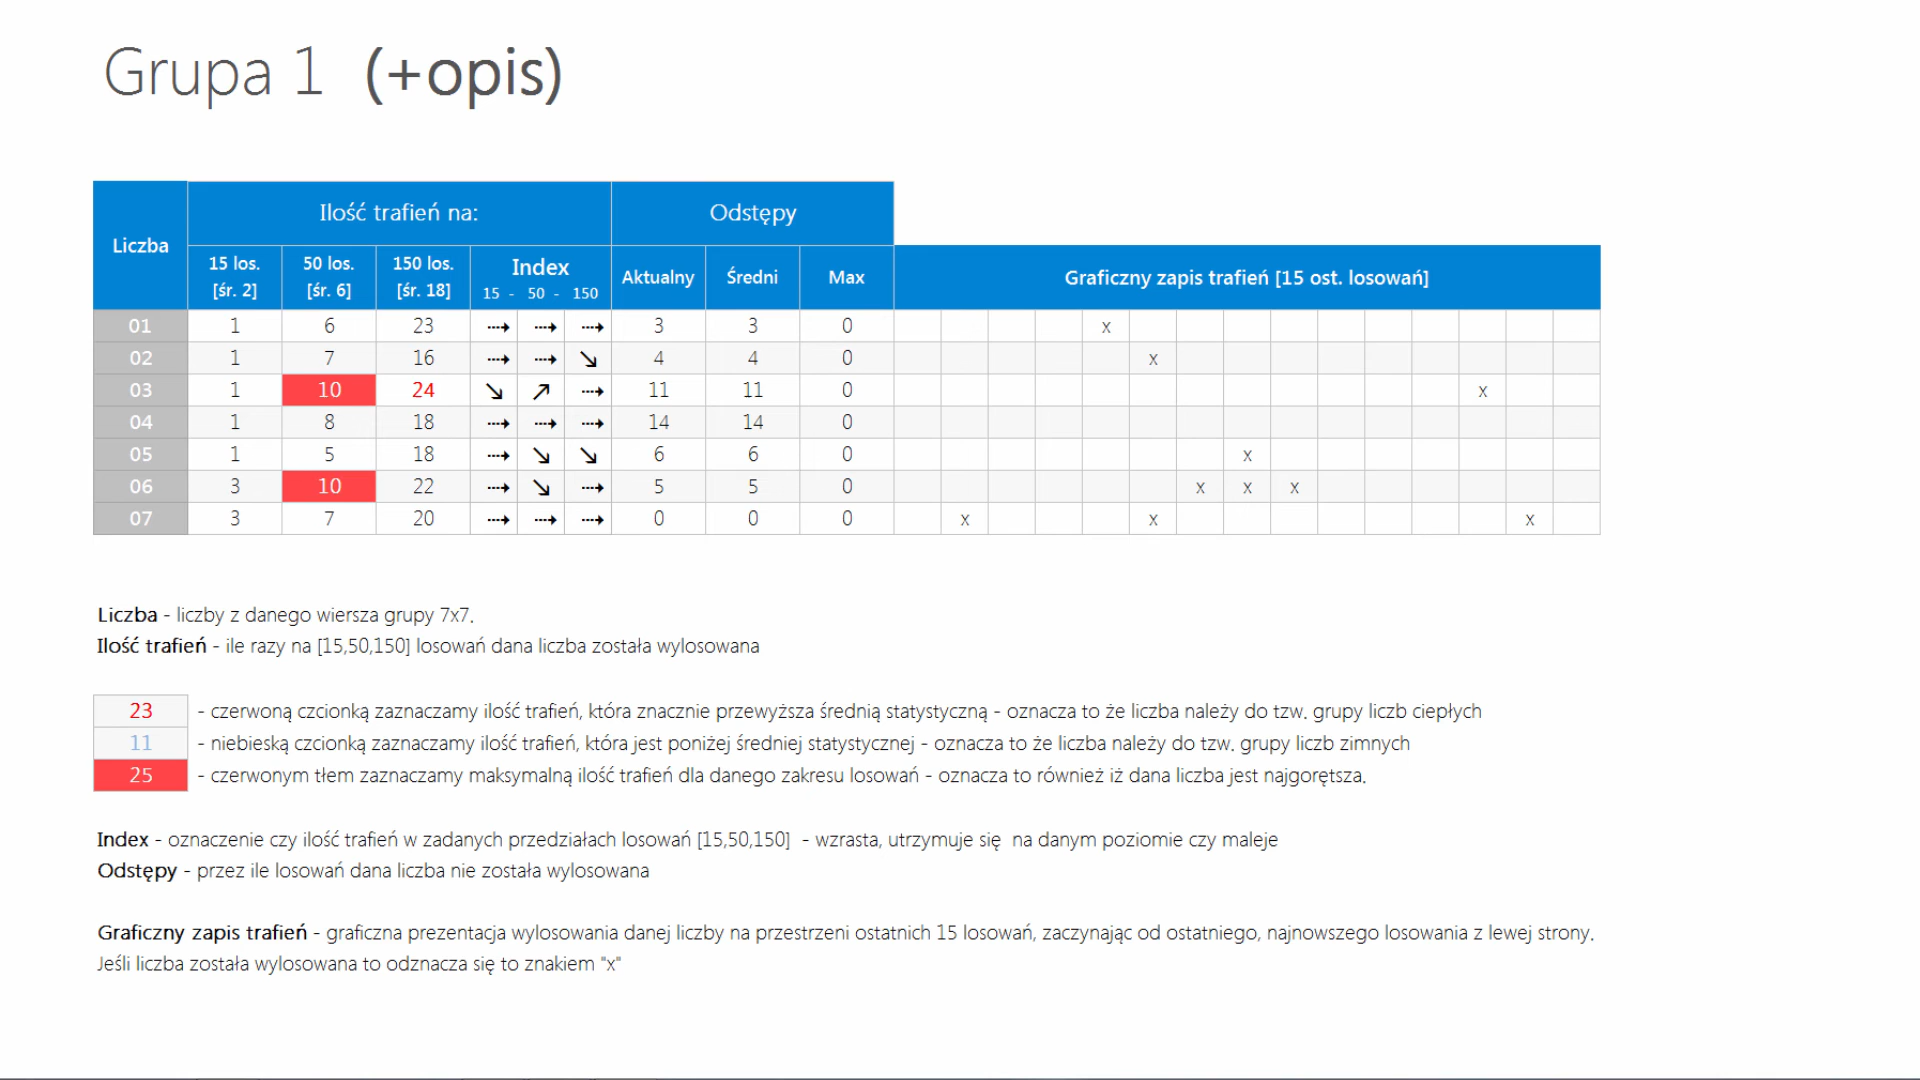 Grupa 1 (+opis)
Liczba Ilość trafień na: Odstępy
15 los. [śr. 2] 50 los. [śr. 6] 150 los. [śr. 18] Index 15 - 50 - 150 Aktualny Średni Max Graficzny zapis trafień [15 ost. losowań]
01 1 6 23 ⤏ ⤏ ⤏ 3 3 0 x
02 1 7 16 ⤏ ⤏ ↘ 4 4 0 x
03 1 10 24 ↘ ↗ ⤏ 11 11 0 x
04 1 8 18 ⤏ ⤏ ⤏ 14 14 0
05 1 5 18 ⤏ ↘ ↘ 6 6 0 x
06 3 10 22 ⤏ ↘ ⤏ 5 5 0 x x x
07 3 7 20 ⤏ ⤏ ⤏ 0 0 0 x x x
Liczba - liczby z danego wiersza grupy 7x7.
Ilość trafień - ile razy na [15,50,150] losowań dana liczba została wylosowana
23 - czerwoną czcionką zaznaczamy ilość trafień, która znacznie przewyższa średnią statystyczną - oznacza to że liczba należy do tzw. grupy liczb ciepłych
11 - niebieską czcionką zaznaczamy ilość trafień, która jest poniżej średniej statystycznej - oznacza to że liczba należy do tzw. grupy liczb zimnych
25 - czerwonym tłem zaznaczamy maksymalną ilość trafień dla danego zakresu losowań - oznacza to również iż dana liczba jest najgorętsza.
Index - oznaczenie czy ilość trafień w zadanych przedziałach losowań [15,50,150] - wzrasta, utrzymuje się na danym poziomie czy maleje
Odstępy - przez ile losowań dana liczba nie została wylosowana
Graficzny zapis trafień - graficzna prezentacja wylosowania danej liczby na przestrzeni ostatnich 15 losowań, zaczynając od ostatniego, najnowszego losowania z lewej strony.
Jeśli liczba została wylosowana to odznacza się to znakiem "x"